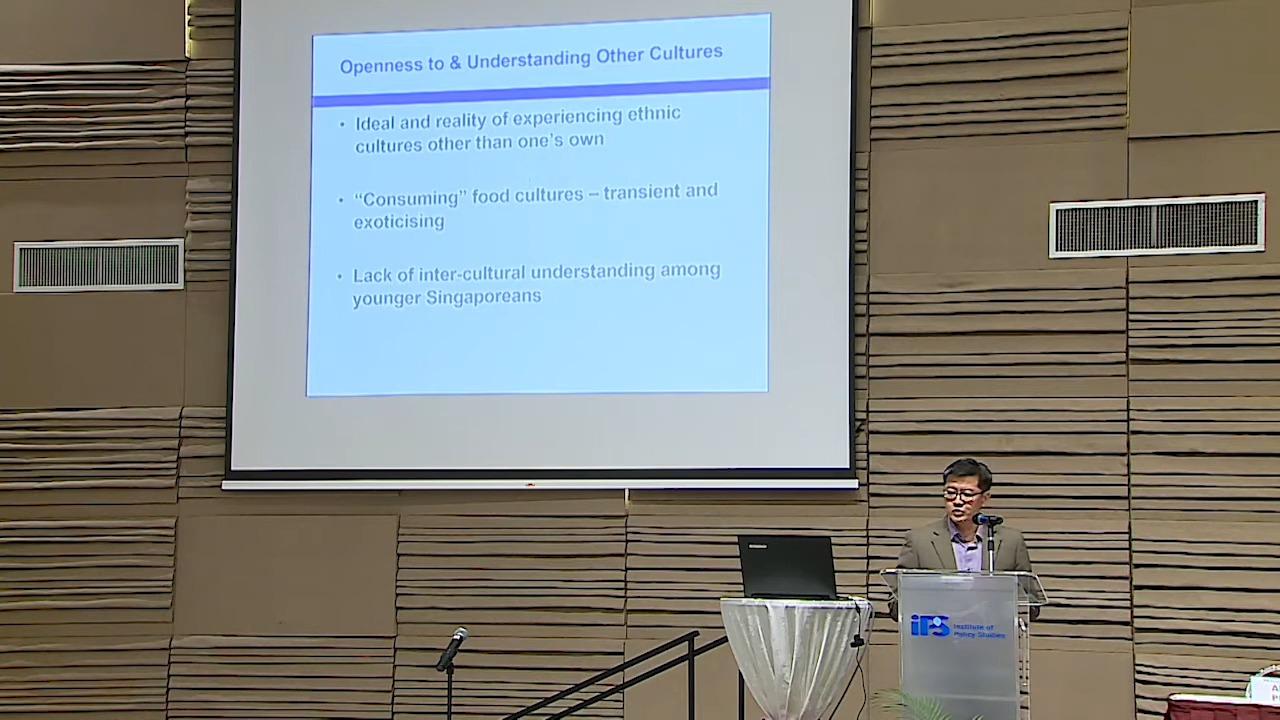 Openness to & Understanding Other Cultures
• Ideal and reality of experiencing ethnic
cultures other than one's own
• “Consuming” food cultures – transient and
exoticising
• Lack of inter-cultural understanding among
younger Singaporeans
iPS Institute of
Policy Studies